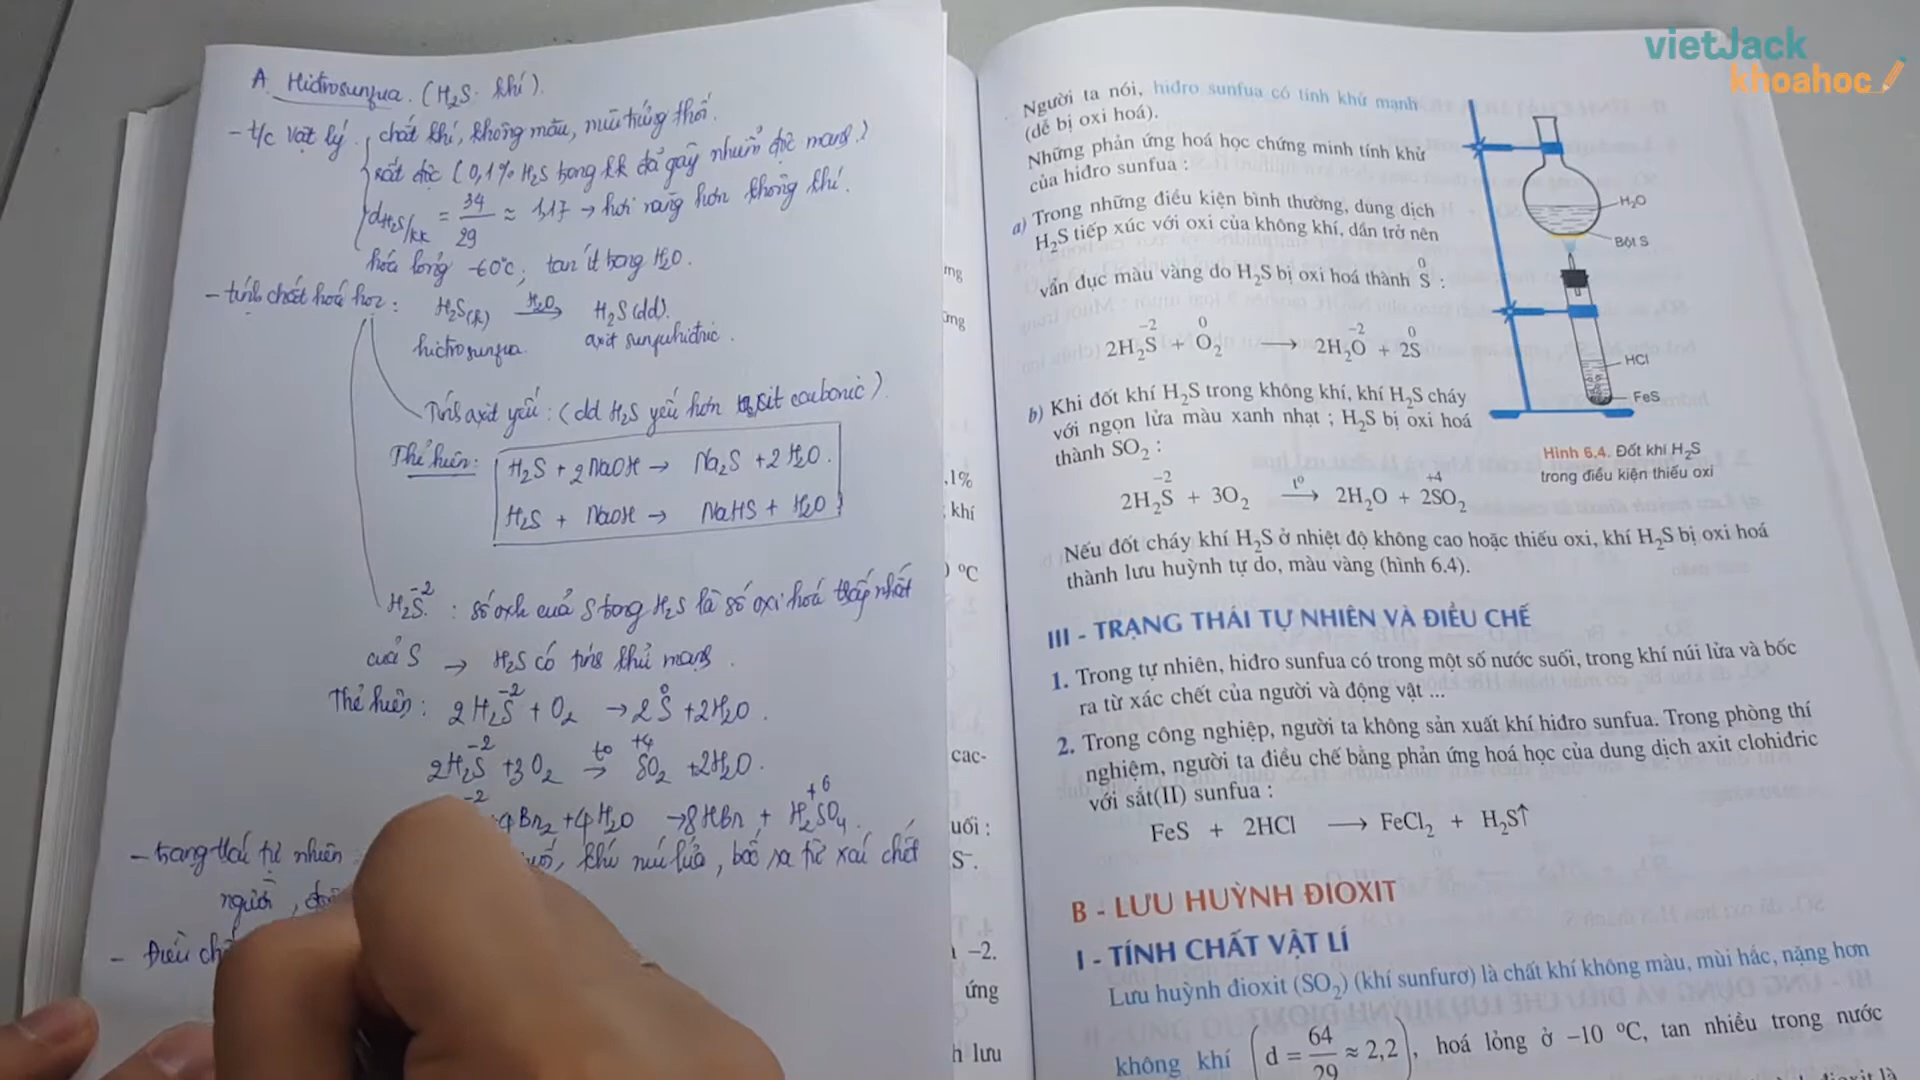 A. Hiđrosunfua. (H₂S khí).
- t/c vật lý chất khí, không màu, mùi trứng thối.
rất độc (0,1% H₂S trong kk đã gây nhiễm độc mạnh)
dH₂S/kk = 34/29 ≈ 1,17 → hơi nặng hơn không khí.
hóa lỏng -60°C, tan ít trong H₂O.
- tính chất hoá học: H₂S(k) H₂O→ H₂S(dd).
hiđrosunfua. axit sunfuhiđric.
Tính axit yếu: (dd H₂S yếu hơn axit cacbonic)
Thể hiện: H₂S + 2NaOH → Na₂S + 2H₂O.
H₂S + NaOH → NaHS + H₂O
H₂S⁻². : số oxh của S trong H₂S là số oxi hoá thấp nhất
của S → H₂S có tính khử mạnh.
Thể hiện: 2H₂S⁻² + O₂ → 2S⁰ + 2H₂O.
2H₂S⁻² + 3O₂ t°→ S⁺⁴O₂ + 2H₂O.
-2 4Br₂ + 4H₂O → 8HBr + H₂S⁺⁶O₄.
- trạng thái tự nhiên khí núi lửa, bốc ra từ xác chết
người,
- Điều
vietJack
khoahoc
Người ta nói, hiđro sunfua có tính khử mạnh
(dễ bị oxi hoá).
Những phản ứng hoá học chứng minh tính khử
của hiđro sunfua :
a) Trong những điều kiện bình thường, dung dịch
H₂S tiếp xúc với oxi của không khí, dần trở nên
vẩn đục màu vàng do H₂S bị oxi hoá thành S⁰ :
2H₂S⁻² + O₂⁰ → 2H₂O⁻² + 2S⁰
b) Khi đốt khí H₂S trong không khí, khí H₂S cháy
với ngọn lửa màu xanh nhạt ; H₂S bị oxi hoá
thành SO₂ :
2H₂S⁻² + 3O₂ t°→ 2H₂O + 2S⁺⁴O₂
H₂O
Bột S
HCl
FeS
Hình 6.4. Đốt khí H₂S
trong điều kiện thiếu oxi
Nếu đốt cháy khí H₂S ở nhiệt độ không cao hoặc thiếu oxi, khí H₂S bị oxi hoá
thành lưu huỳnh tự do, màu vàng (hình 6.4).
III - TRẠNG THÁI TỰ NHIÊN VÀ ĐIỀU CHẾ
1. Trong tự nhiên, hiđro sunfua có trong một số nước suối, trong khí núi lửa và bốc
ra từ xác chết của người và động vật ...
2. Trong công nghiệp, người ta không sản xuất khí hiđro sunfua. Trong phòng thí
nghiệm, người ta điều chế bằng phản ứng hoá học của dung dịch axit clohiđric
với sắt(II) sunfua :
FeS + 2HCl → FeCl₂ + H₂S↑
B - LƯU HUỲNH ĐIOXIT
I - TÍNH CHẤT VẬT LÍ
Lưu huỳnh đioxit (SO₂) (khí sunfurơ) là chất khí không màu, mùi hắc, nặng hơn
không khí (d = 64/29 ≈ 2,2), hoá lỏng ở –10 °C, tan nhiều trong nước
,1%
khí
°C
cac-
uối :
S⁻.
–2.
ứng
h lưu